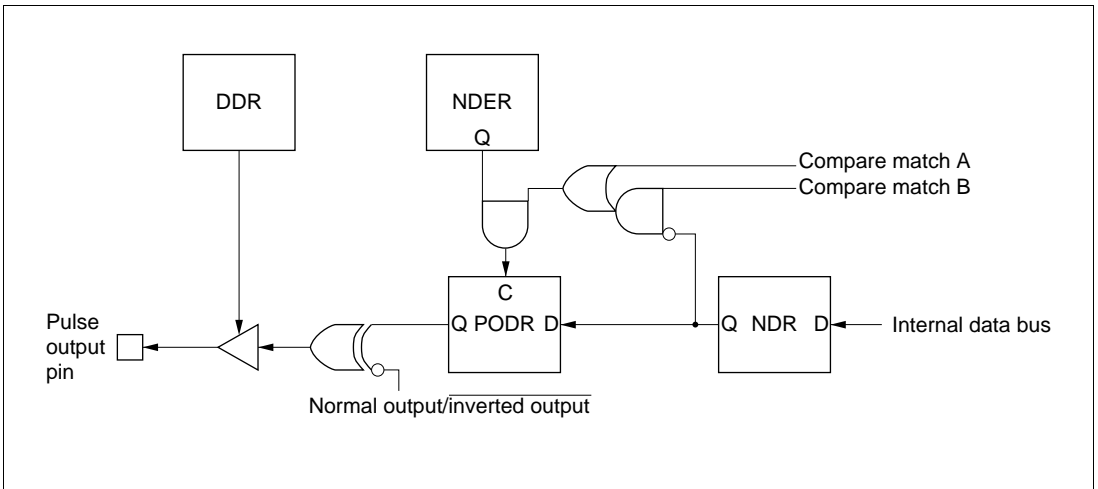 DDR
NDER
Q
Compare match A
Compare match B
C
Q PODR D
Q NDR D
Internal data bus
Pulse
output
pin
Normal output/inverted output